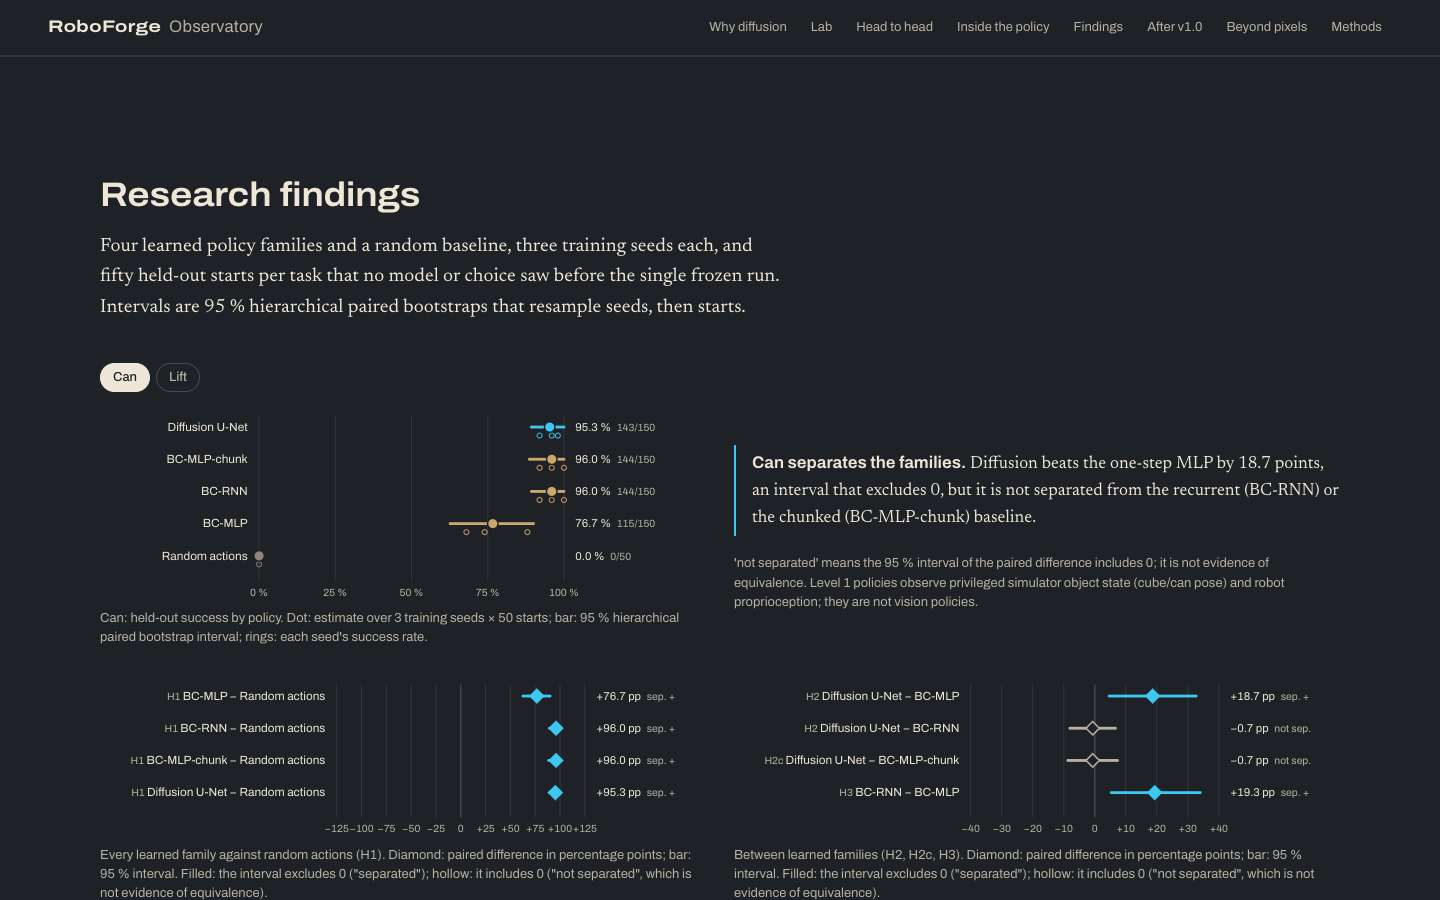 RoboForge Observatory
Why diffusion Lab Head to head Inside the policy Findings After v1.0 Beyond pixels Methods
Research findings
Four learned policy families and a random baseline, three training seeds each, and
fifty held-out starts per task that no model or choice saw before the single frozen run.
Intervals are 95 % hierarchical paired bootstraps that resample seeds, then starts.
Can Lift
Diffusion U-Net 95.3 % 143/150
BC-MLP-chunk 96.0 % 144/150
BC-RNN 96.0 % 144/150
BC-MLP 76.7 % 115/150
Random actions 0.0 % 0/50
0 % 25 % 50 % 75 % 100 %
Can: held-out success by policy. Dot: estimate over 3 training seeds × 50 starts; bar: 95 % hierarchical
paired bootstrap interval; rings: each seed's success rate.
Can separates the families. Diffusion beats the one-step MLP by 18.7 points,
an interval that excludes 0, but it is not separated from the recurrent (BC-RNN) or
the chunked (BC-MLP-chunk) baseline.
'not separated' means the 95 % interval of the paired difference includes 0; it is not evidence of
equivalence. Level 1 policies observe privileged simulator object state (cube/can pose) and robot
proprioception; they are not vision policies.
H1 BC-MLP – Random actions +76.7 pp sep. +
H1 BC-RNN – Random actions +96.0 pp sep. +
H1 BC-MLP-chunk – Random actions +96.0 pp sep. +
H1 Diffusion U-Net – Random actions +95.3 pp sep. +
−125 −100 −75 −50 −25 0 +25 +50 +75 +100 +125
Every learned family against random actions (H1). Diamond: paired difference in percentage points; bar:
95 % interval. Filled: the interval excludes 0 ("separated"); hollow: it includes 0 ("not separated", which is
not evidence of equivalence).
H2 Diffusion U-Net – BC-MLP +18.7 pp sep. +
H2 Diffusion U-Net – BC-RNN −0.7 pp not sep.
H2c Diffusion U-Net – BC-MLP-chunk −0.7 pp not sep.
H3 BC-RNN – BC-MLP +19.3 pp sep. +
−40 −30 −20 −10 0 +10 +20 +30 +40
Between learned families (H2, H2c, H3). Diamond: paired difference in percentage points; bar: 95 %
interval. Filled: the interval excludes 0 ("separated"); hollow: it includes 0 ("not separated", which is not
evidence of equivalence).